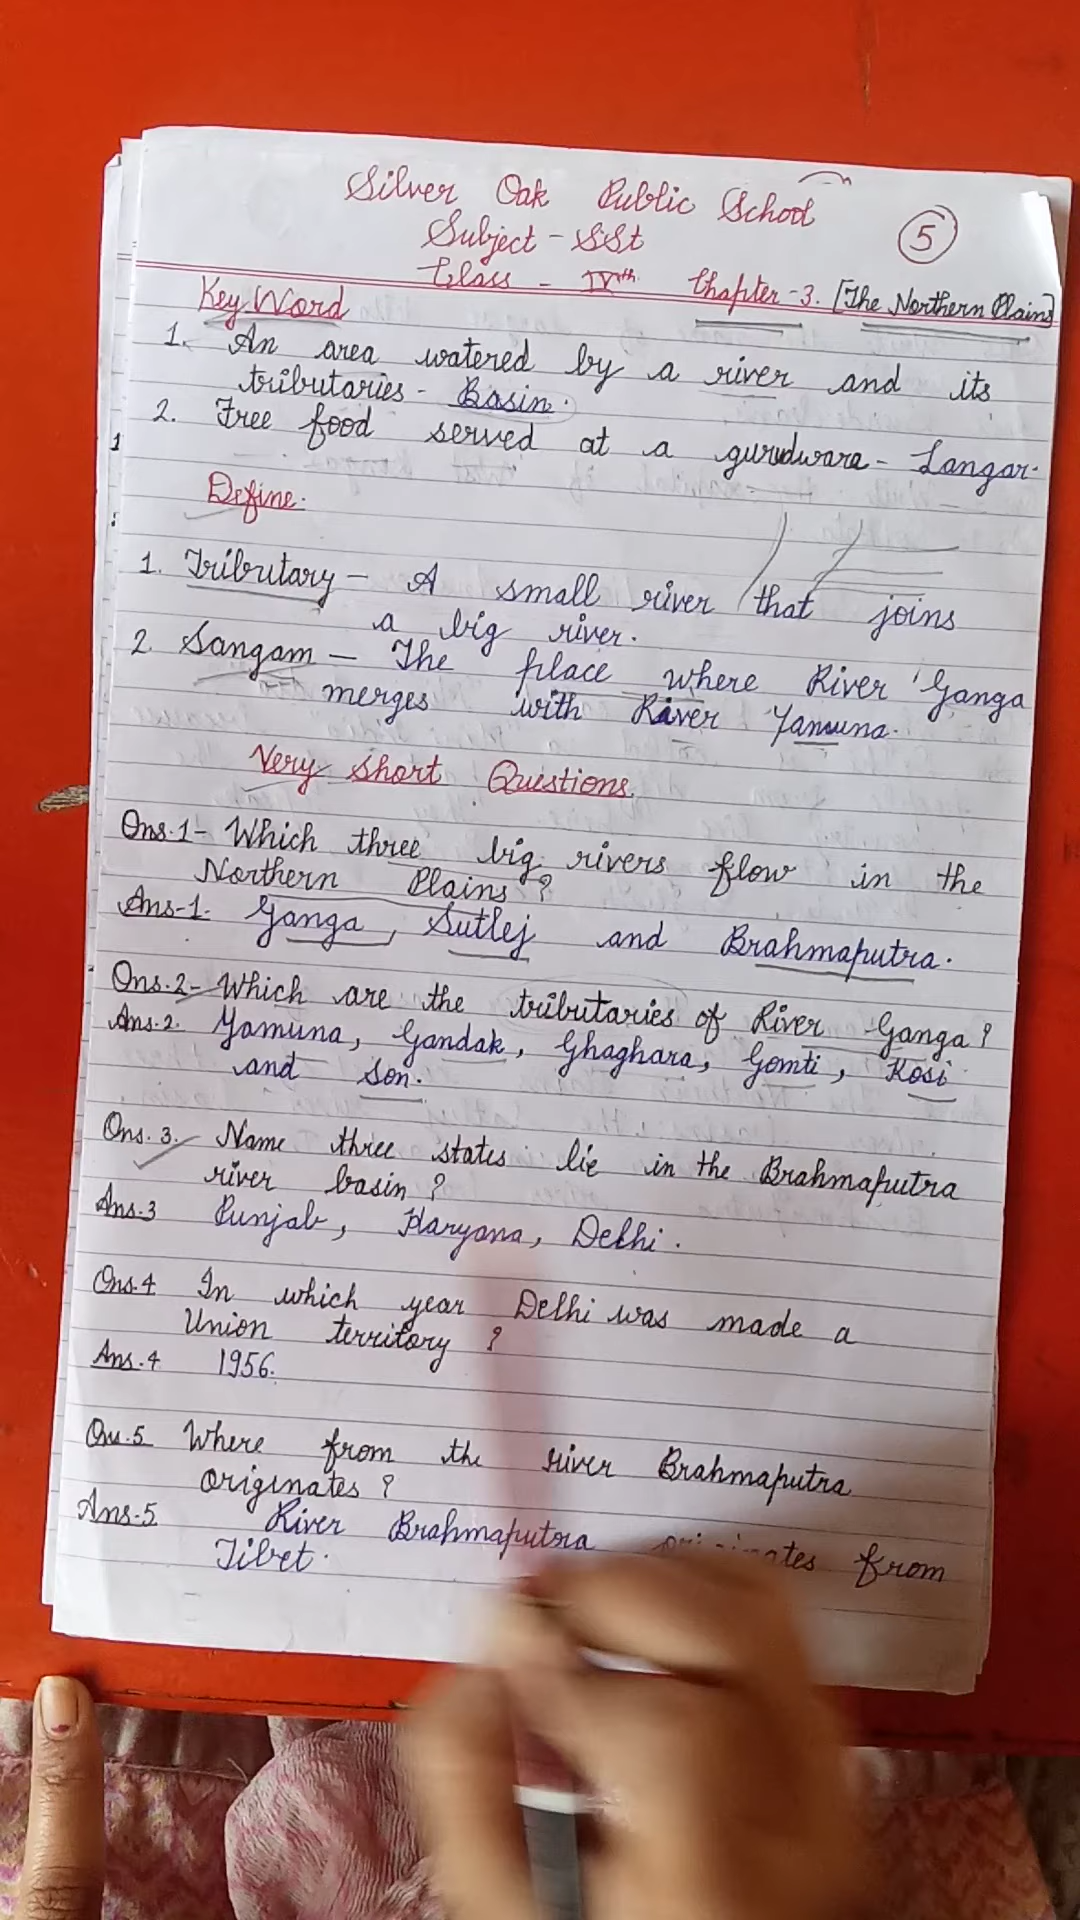 Silver Oak Public School
Subject - SSt
5
Class - IVth Chapter-3. [The Northern Plains]
Key Word
1. An area watered by a river and its
tributaries - Basin.
2. Free food served at a gurudwara - Langar.
Define.
1. Tributary - A small river that joins
a big river.
2. Sangam - The place where River Ganga
merges with River Yamuna.
Very Short Questions.
Qns.1- Which three big rivers flow in the
Northern Plains?
Ans-1. Ganga, Sutlej and Brahmaputra.
Qns.2- Which are the tributaries of River Ganga?
Ans.2. Yamuna, Gandak, Ghaghara, Gomti, Kosi
and Son.
Qns.3. Name three states lie in the Brahmaputra
river basin?
Ans-3 Punjab, Haryana, Delhi.
Qns.4 In which year Delhi was made a
Union territory?
Ans.4 1956.
Qu.5 Where from the river Brahmaputra
originates?
Ans-5 River Brahmaputra originates from
Tibet.